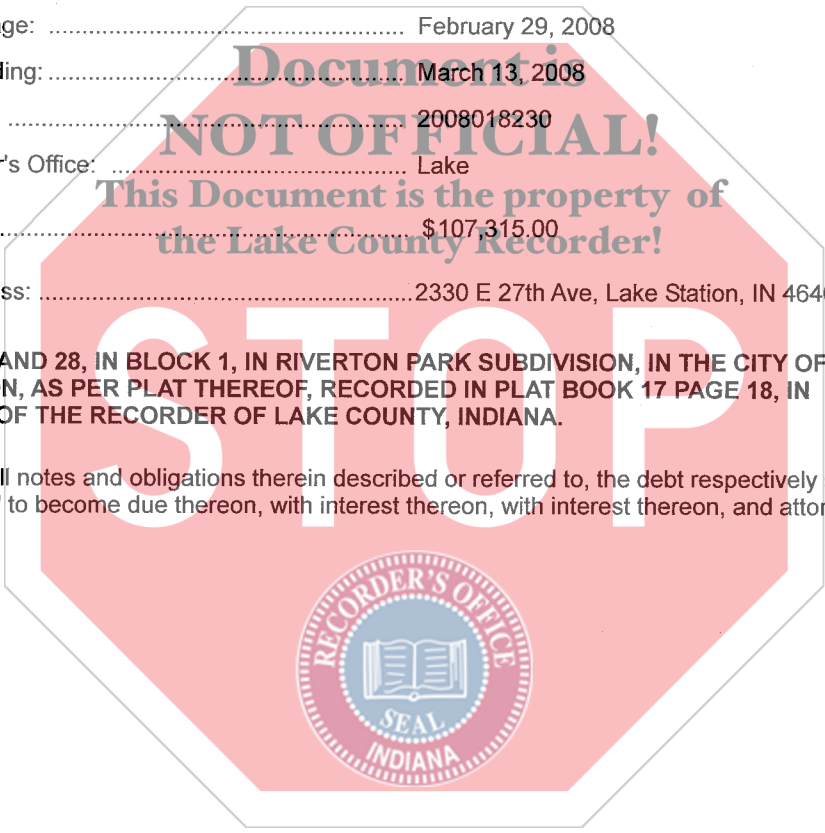 ge: ................................................... February 29, 2008
ding: ................................................... March 13, 2008
......................................................... 2008018230
r's Office: .......................................... Lake
......................................................... $107,315.00
ss: ..................................................... 2330 E 27th Ave, Lake Station, IN 4640
AND 28, IN BLOCK 1, IN RIVERTON PARK SUBDIVISION, IN THE CITY OF
N, AS PER PLAT THEREOF, RECORDED IN PLAT BOOK 17 PAGE 18, IN
OF THE RECORDER OF LAKE COUNTY, INDIANA.
ll notes and obligations therein described or referred to, the debt respectively
to become due thereon, with interest thereon, with interest thereon, and attor
Document is
NOT OFFICIAL!
This Document is the property of
the Lake County Recorder!
STOP
RECORDER'S OFFICE
SEAL
INDIANA